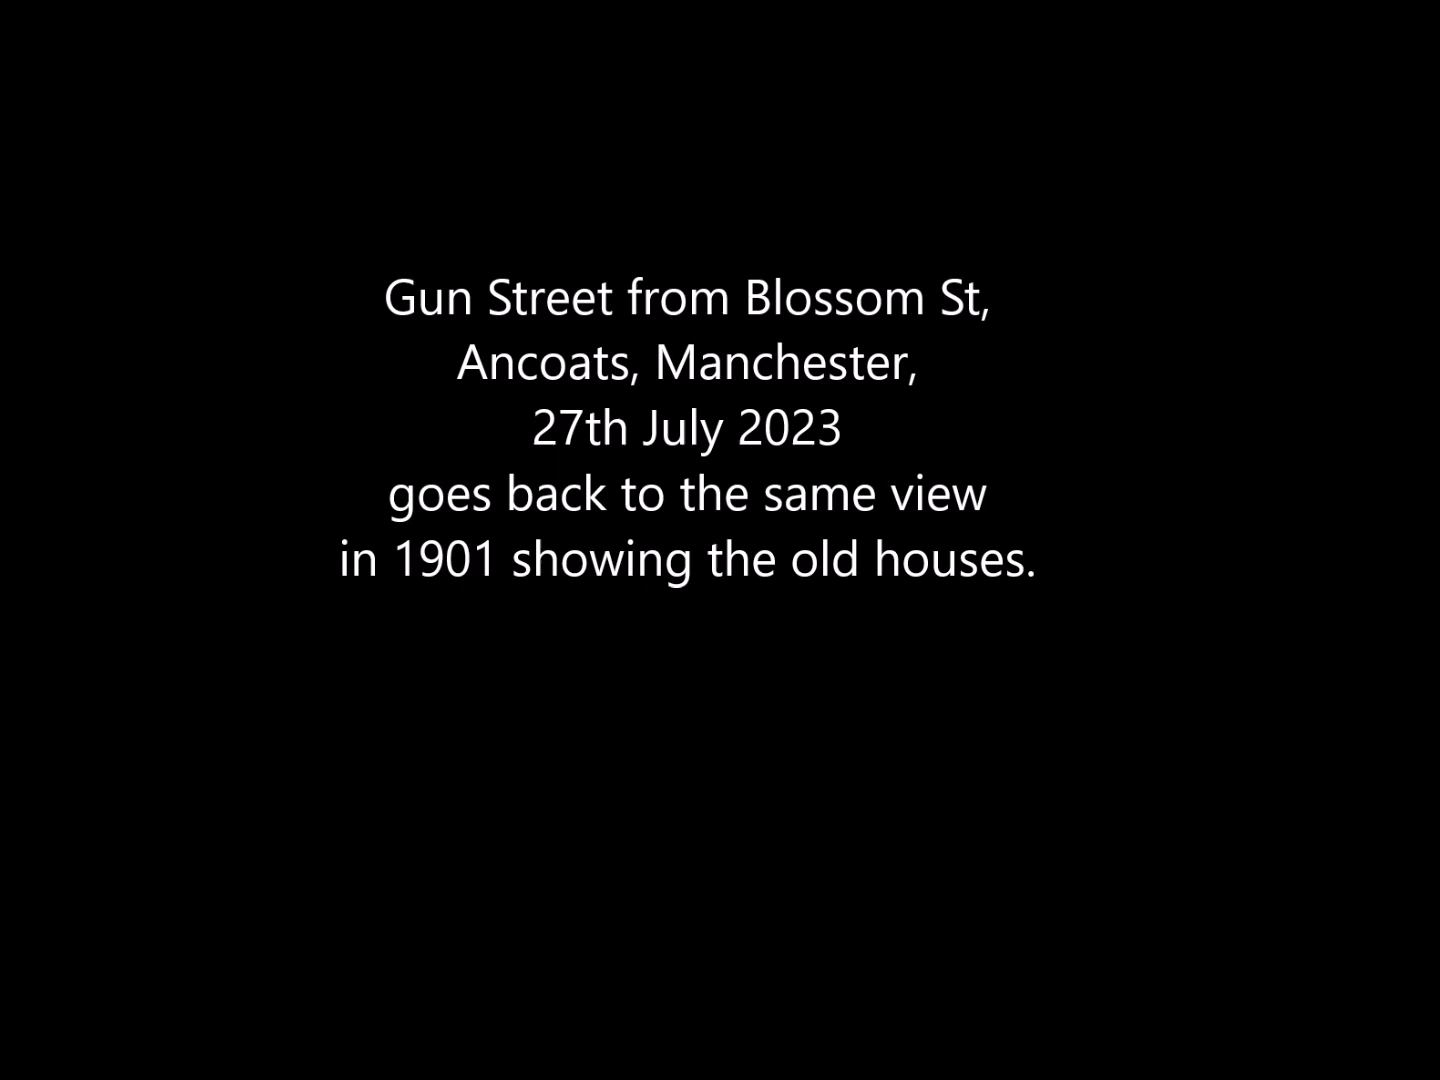 Gun Street from Blossom St,
Ancoats, Manchester,
27th July 2023
goes back to the same view
in 1901 showing the old houses.